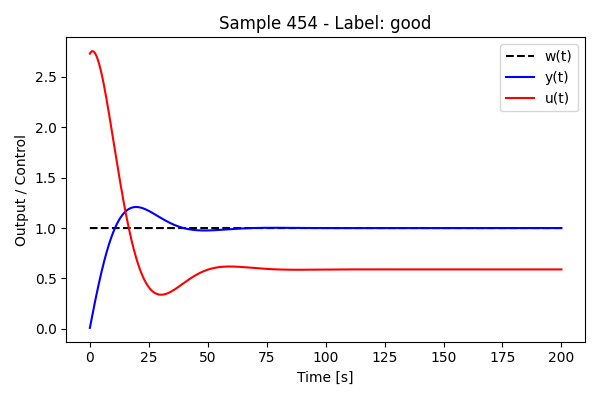 Sample 454 - Label: good
w(t)
y(t)
u(t)
Output / Control
2.5
2.0
1.5
1.0
0.5
0.0
0 25 50 75 100 125 150 175 200
Time [s]